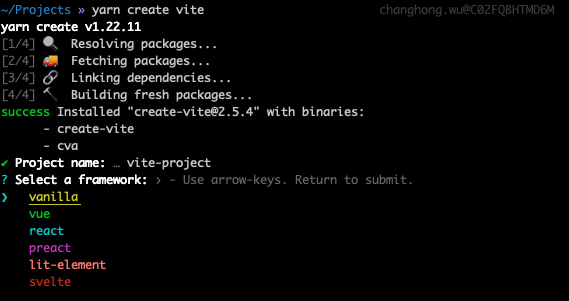 ~/Projects » yarn create vite changhong.wu@C02FQBHTMD6M
yarn create v1.22.11
[1/4] 🔍 Resolving packages...
[2/4] 🚚 Fetching packages...
[3/4] 🔗 Linking dependencies...
[4/4] 🔨 Building fresh packages...
success Installed "create-vite@2.5.4" with binaries:
- create-vite
- cva
✔ Project name: … vite-project
? Select a framework: › - Use arrow-keys. Return to submit.
❯ vanilla
vue
react
preact
lit-element
svelte